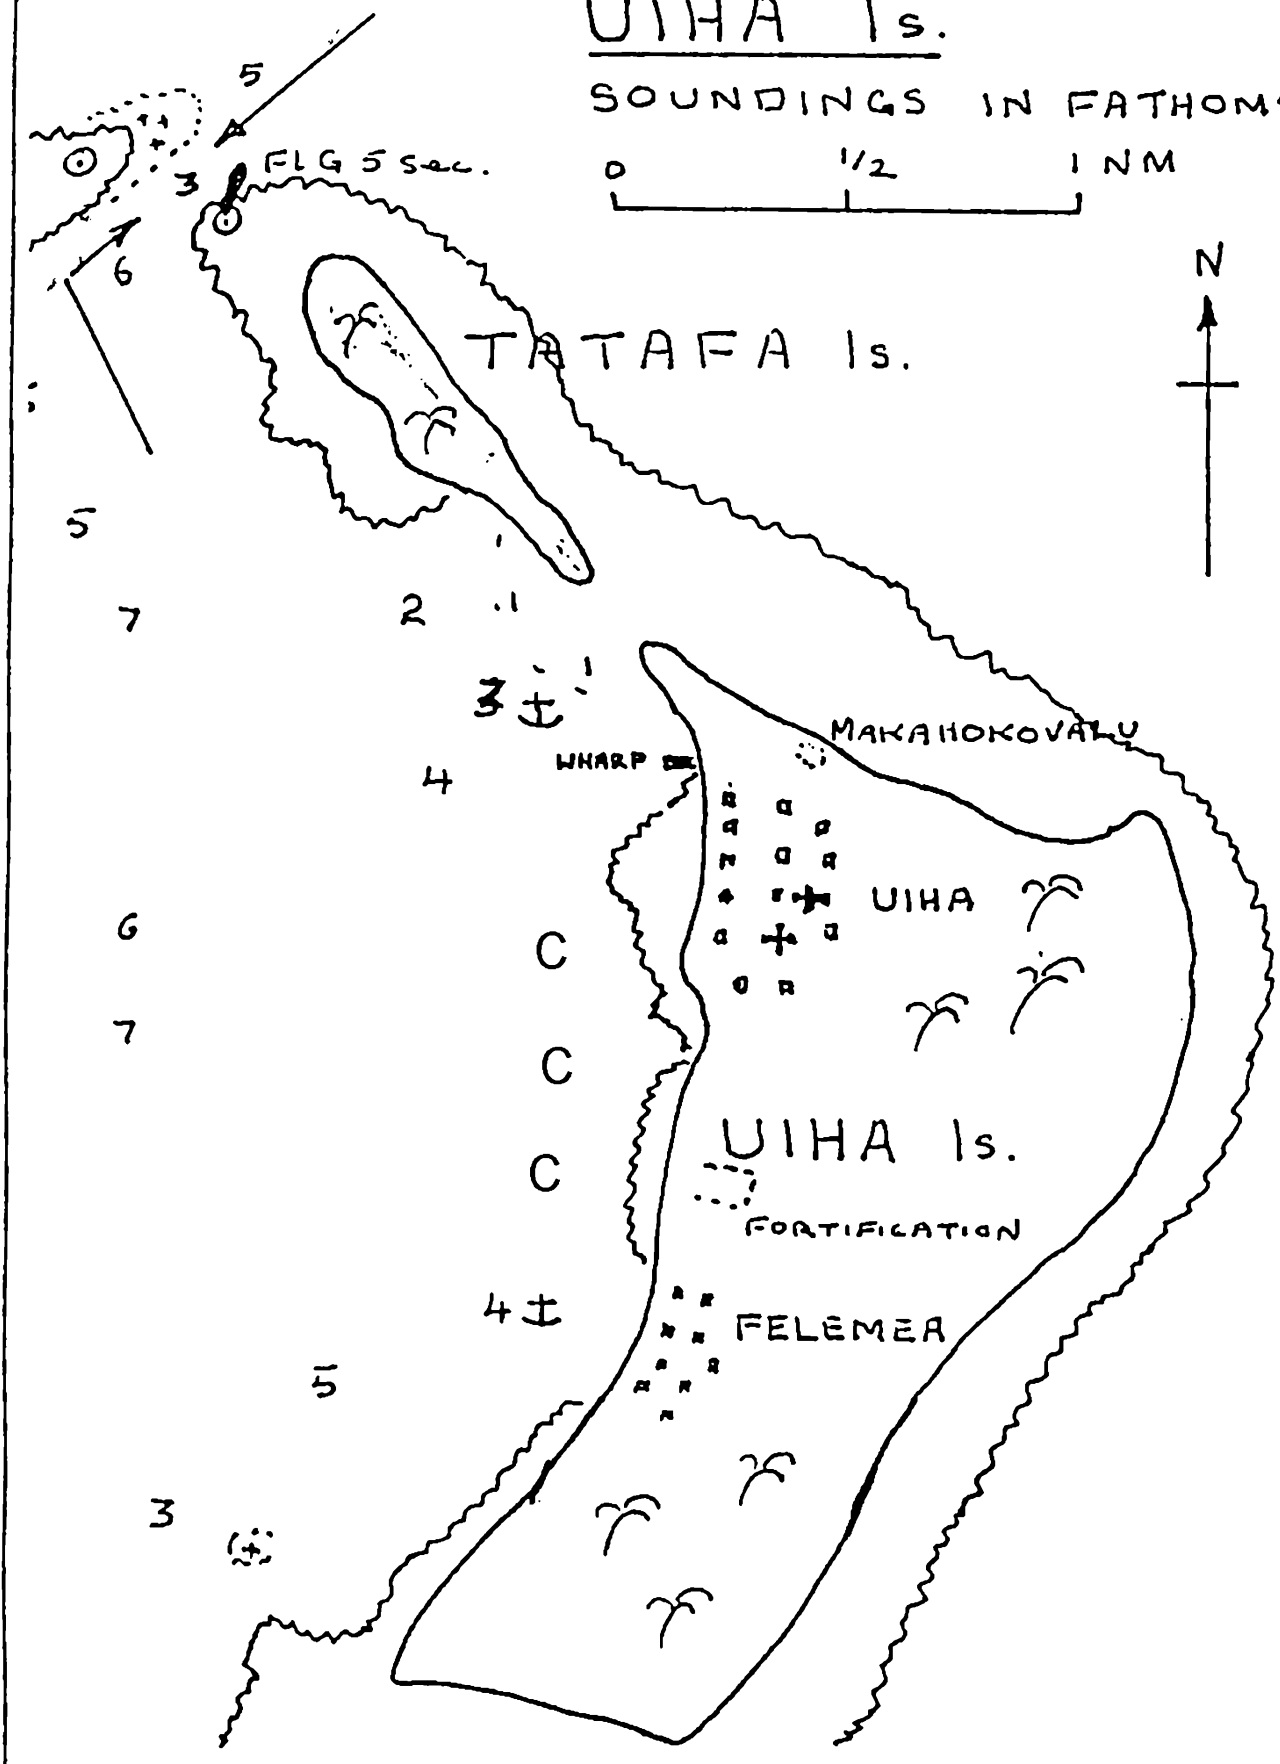 UIHA Is.
SOUNDINGS IN FATHOMS
0 1/2 1 NM
5
FLG 5 sec.
3
6
N
TATAFA Is.
5
7
2
.1
3
MAKAHOKOVALU
WHARF
4
UIHA
6
C
7
C
UIHA Is.
C
FORTIFICATION
4
FELEMEA
5
3